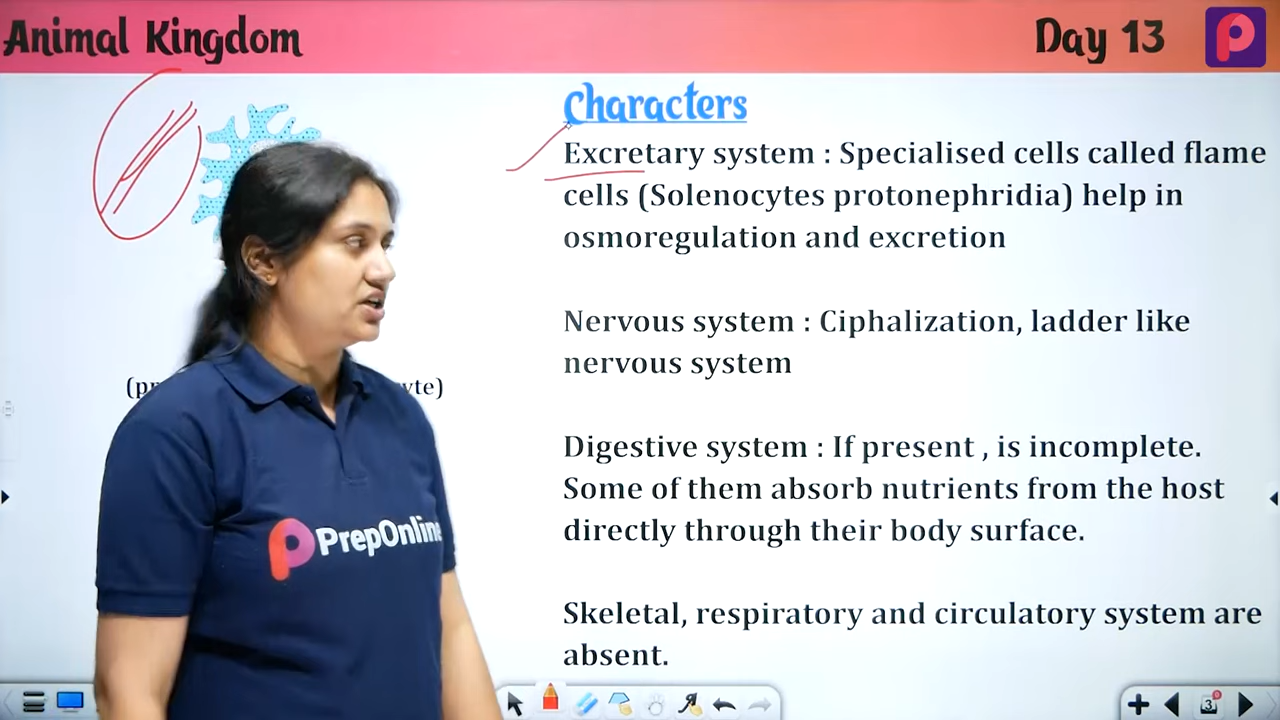 Animal Kingdom
Day 13
Characters
Excretary system : Specialised cells called flame
cells (Solenocytes protonephridia) help in
osmoregulation and excretion
Nervous system : Ciphalization, ladder like
nervous system
Digestive system : If present , is incomplete.
Some of them absorb nutrients from the host
directly through their body surface.
Skeletal, respiratory and circulatory system are
absent.
PrepOnline
3